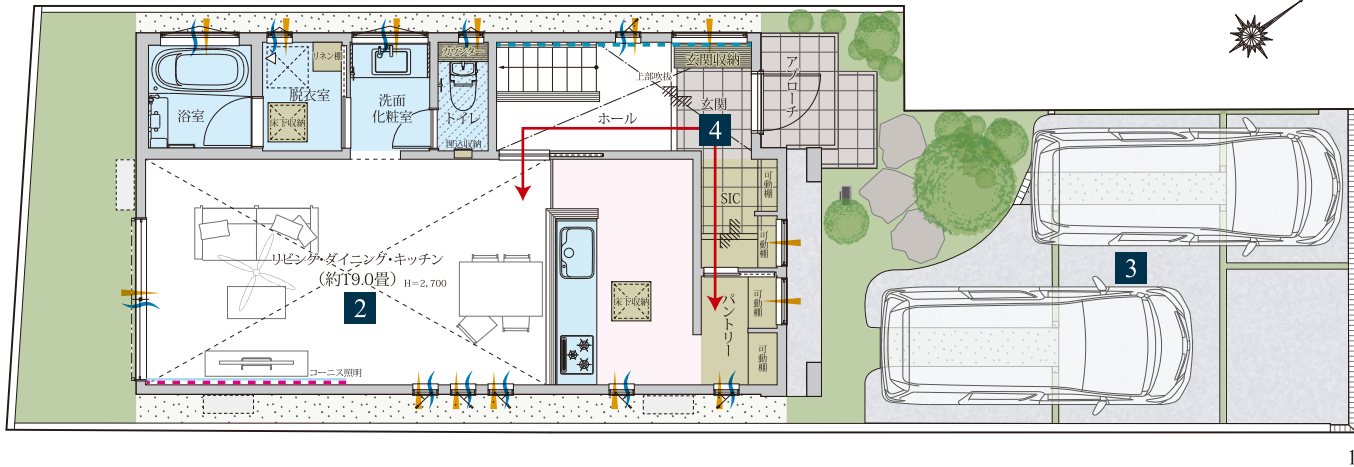 カウンター
リネン棚
玄関収納
アプローチ
上部吹抜
脱衣室
洗面
化粧室
玄関
浴室
床下収納
トイレ
ホール
4
埋込収納
可動棚
SIC
可動棚
リビング・ダイニング・キッチン
(約19.0畳)
H=2,700
2
3
床下収納
パントリー
可動棚
可動棚
コーニス照明
1